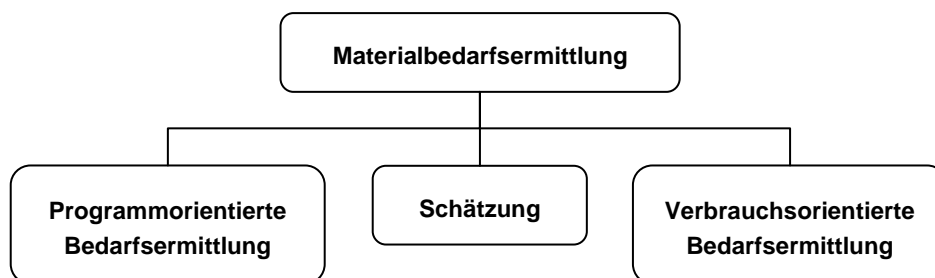 Materialbedarfsermittlung
Programmorientierte
Bedarfsermittlung
Schätzung
Verbrauchsorientierte
Bedarfsermittlung